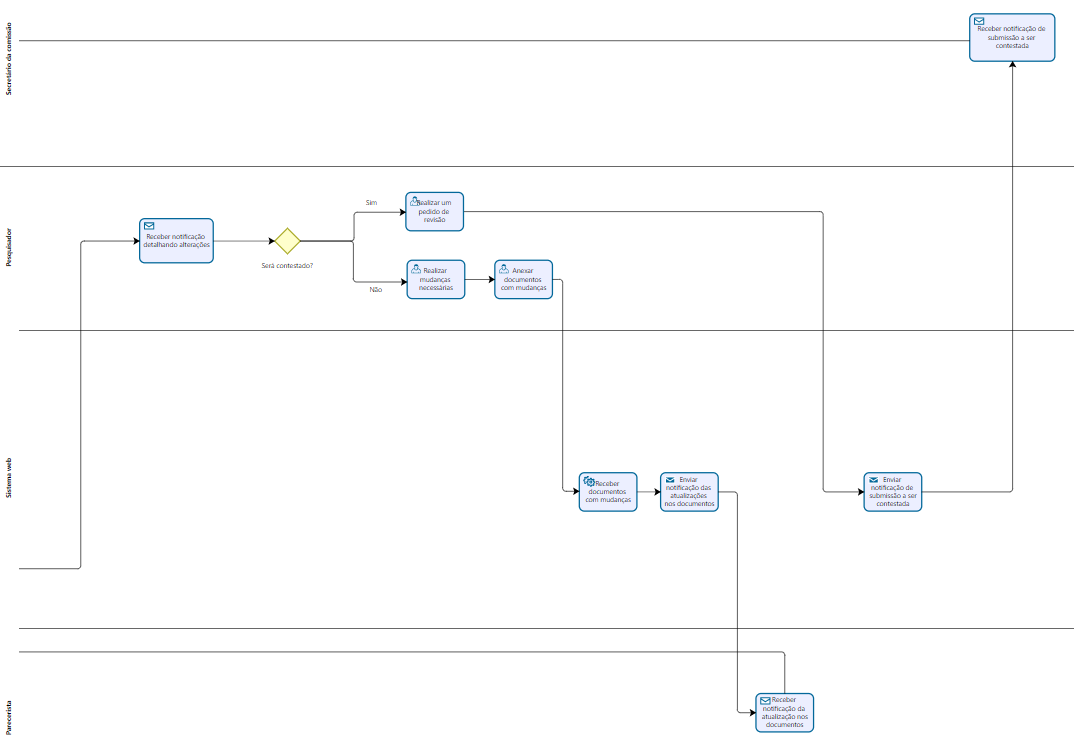 Secretário da comissão
Receber notificação de
submissão a ser
contestada
Pesquisador
Receber notificação
detalhando alterações
Será contestado?
Sim
Realizar um
pedido de
revisão
Não
Realizar
mudanças
necessárias
Anexar
documentos
com mudanças
Sistema web
Receber
documentos
com mudanças
Enviar
notificação das
atualizações
nos documentos
Enviar
notificação de
submissão a ser
contestada
Parecerista
Receber
notificação da
atualização nos
documentos